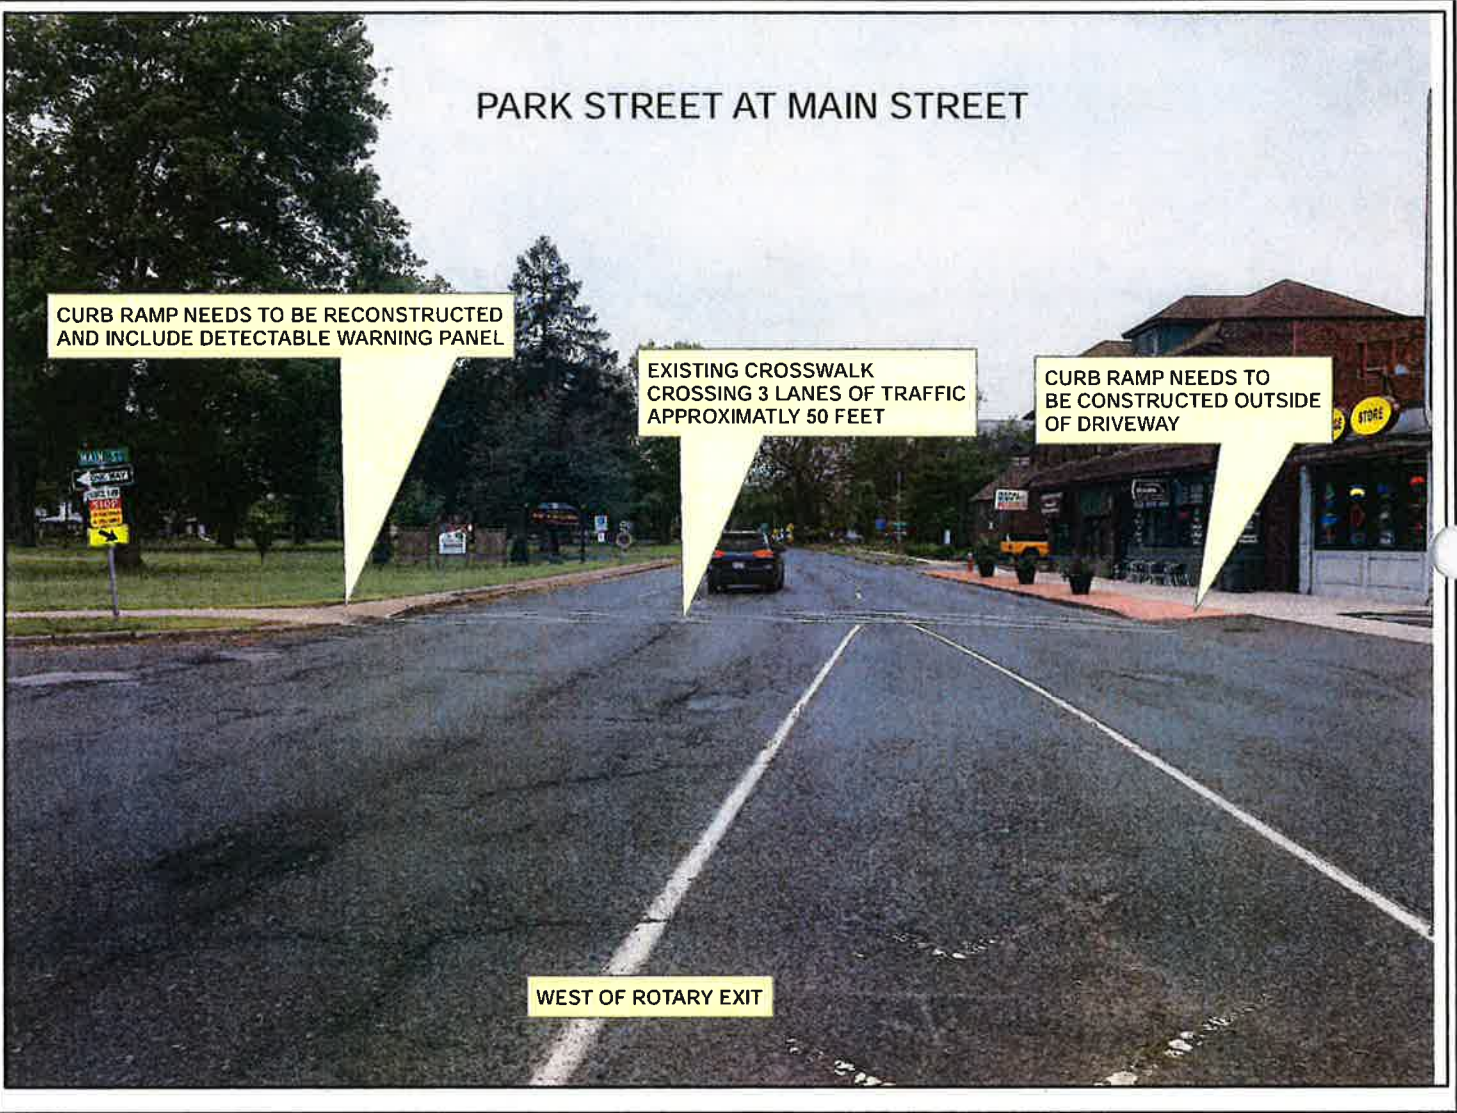 PARK STREET AT MAIN STREET
CURB RAMP NEEDS TO BE RECONSTRUCTED
AND INCLUDE DETECTABLE WARNING PANEL
EXISTING CROSSWALK
CROSSING 3 LANES OF TRAFFIC
APPROXIMATLY 50 FEET
CURB RAMP NEEDS TO
BE CONSTRUCTED OUTSIDE
OF DRIVEWAY
STORE
MAIN ST
ONE WAY
STOP
WEST OF ROTARY EXIT